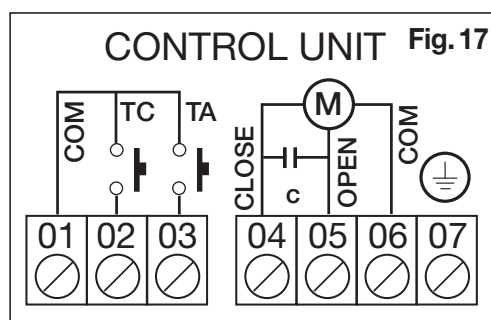 CONTROL UNIT Fig. 17
COM TC TA
CLOSE C OPEN M COM
01 02 03 04 05 06 07